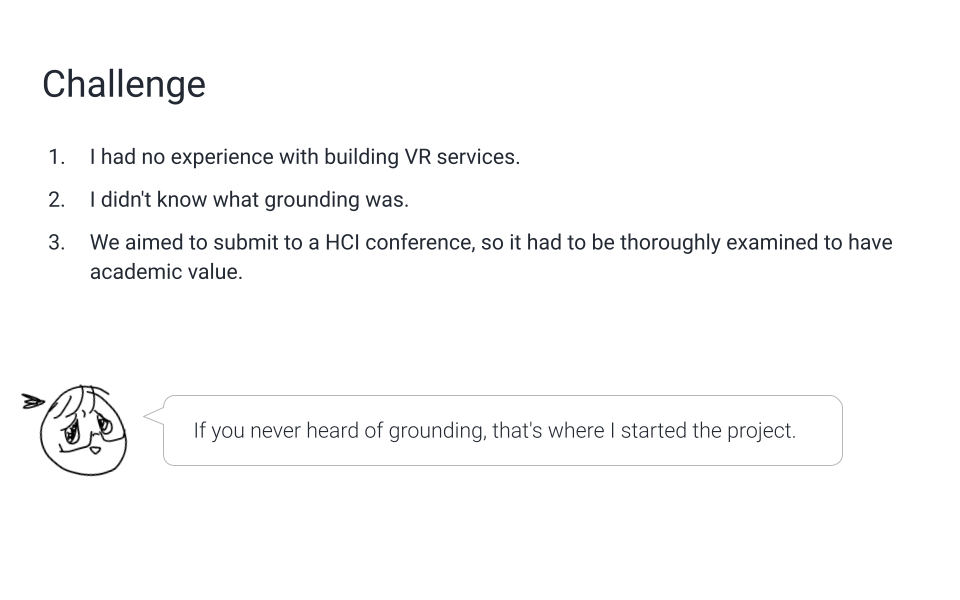 Challenge
1. I had no experience with building VR services.
2. I didn't know what grounding was.
3. We aimed to submit to a HCI conference, so it had to be thoroughly examined to have
academic value.
If you never heard of grounding, that's where I started the project.